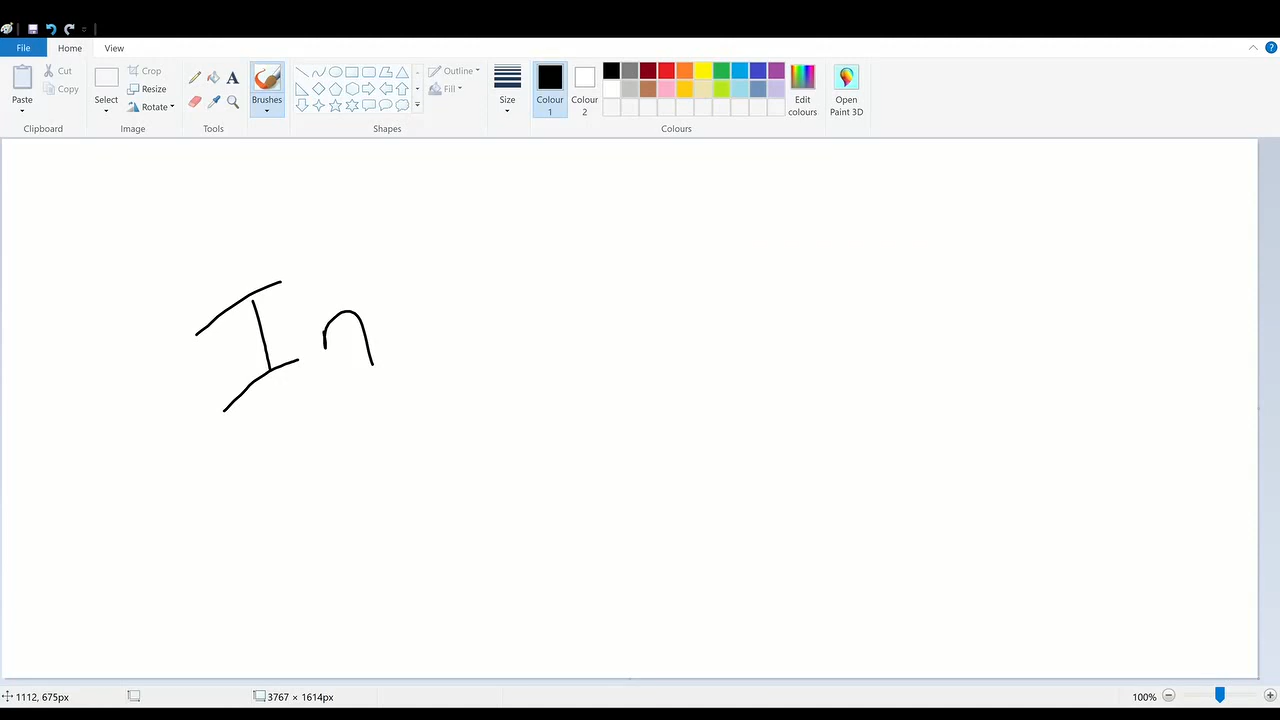 File Home View
Paste Cut Copy Clipboard
Select Crop Resize Rotate Image
A Tools
Brushes
Outline Fill Shapes
Size
Colour 1
Colour 2
Edit colours
Colours
Open Paint 3D
?
In
1112, 675px
3767 × 1614px
100%